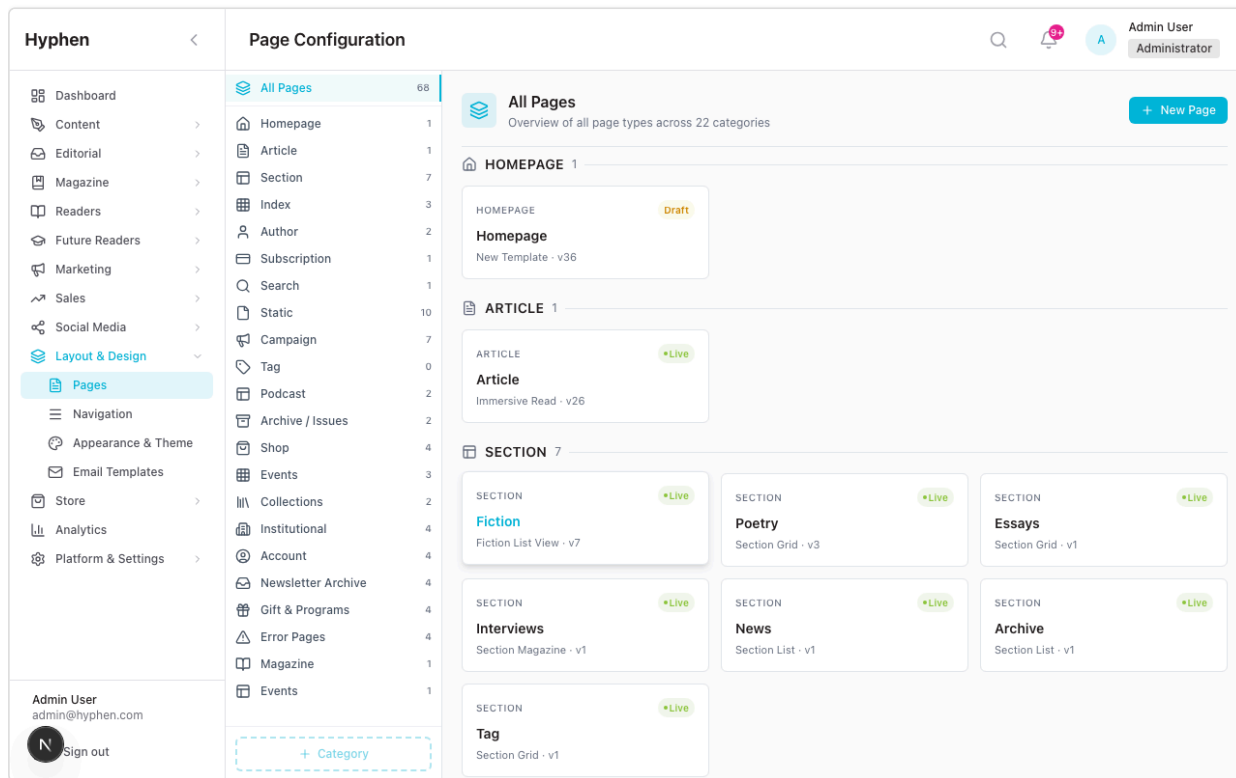 Hyphen
Page Configuration
9+
A
Admin User
Administrator
Dashboard
Content
Editorial
Magazine
Readers
Future Readers
Marketing
Sales
Social Media
Layout & Design
Pages
Navigation
Appearance & Theme
Email Templates
Store
Analytics
Platform & Settings
Admin User
admin@hyphen.com
N
Sign out
All Pages 68
Homepage 1
Article 1
Section 7
Index 3
Author 2
Subscription 1
Search 1
Static 10
Campaign 7
Tag 0
Podcast 2
Archive / Issues 2
Shop 4
Events 3
Collections 2
Institutional 4
Account 4
Newsletter Archive 4
Gift & Programs 4
Error Pages 4
Magazine 1
Events 1
+ Category
All Pages
Overview of all page types across 22 categories
+ New Page
HOMEPAGE 1
HOMEPAGE Draft
Homepage
New Template · v36
ARTICLE 1
ARTICLE •Live
Article
Immersive Read · v26
SECTION 7
SECTION •Live
Fiction
Fiction List View · v7
SECTION •Live
Poetry
Section Grid · v3
SECTION •Live
Essays
Section Grid · v1
SECTION •Live
Interviews
Section Magazine · v1
SECTION •Live
News
Section List · v1
SECTION •Live
Archive
Section List · v1
SECTION •Live
Tag
Section Grid · v1